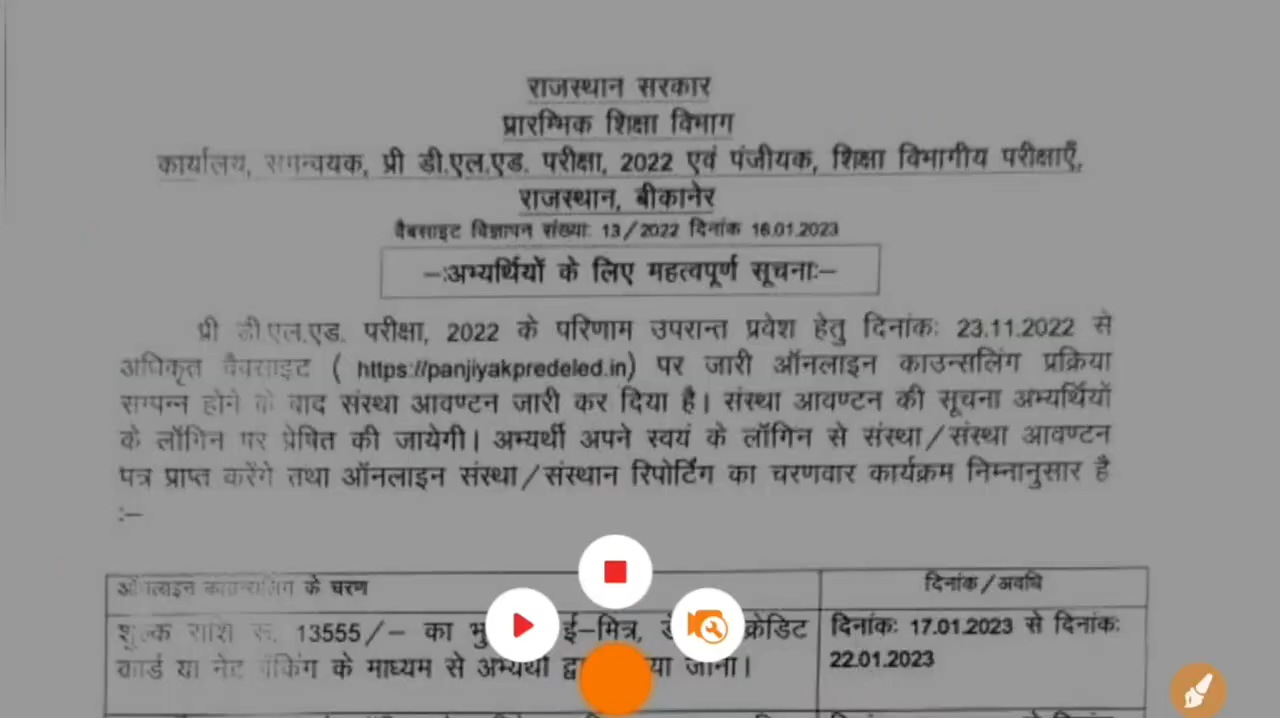 राजस्थान सरकार
प्रारम्भिक शिक्षा विभाग
कार्यालय, समन्वयक, प्री डी.एल.एड. परीक्षा, 2022 एवं पंजीयक, शिक्षा विभागीय परीक्षाएँ,
राजस्थान, बीकानेर
वैबसाइट विज्ञापन संख्याः 13/2022 दिनांक 16.01.2023
–:अभ्यर्थियों के लिए महत्वपूर्ण सूचनाः–
प्री डी.एल.एड. परीक्षा, 2022 के परिणाम उपरान्त प्रवेश हेतु दिनांकः 23.11.2022 से
अधिकृत वैबसाइट ( https://panjiyakpredeled.in) पर जारी ऑनलाइन काउन्सलिंग प्रक्रिया
सम्पन्न होने के बाद संस्था आवण्टन जारी कर दिया है। संस्था आवण्टन की सूचना अभ्यर्थियों
के लॉगिन पर प्रेषित की जायेगी। अभ्यर्थी अपने स्वयं के लॉगिन से संस्था/संस्था आवण्टन
पत्र प्राप्त करेंगे तथा ऑनलाइन संस्था/संस्थान रिपोर्टिंग का चरणवार कार्यक्रम निम्नानुसार है
:–
ऑनलाइन काउन्सलिंग के चरण दिनांक/अवधि
शुल्क राशि रू. 13555/– का ई–मित्र, क्रेडिट दिनांकः 17.01.2023 से दिनांकः
कार्ड या नेट बैंकिंग के माध्यम से अभ्यर्थी जाना। 22.01.2023